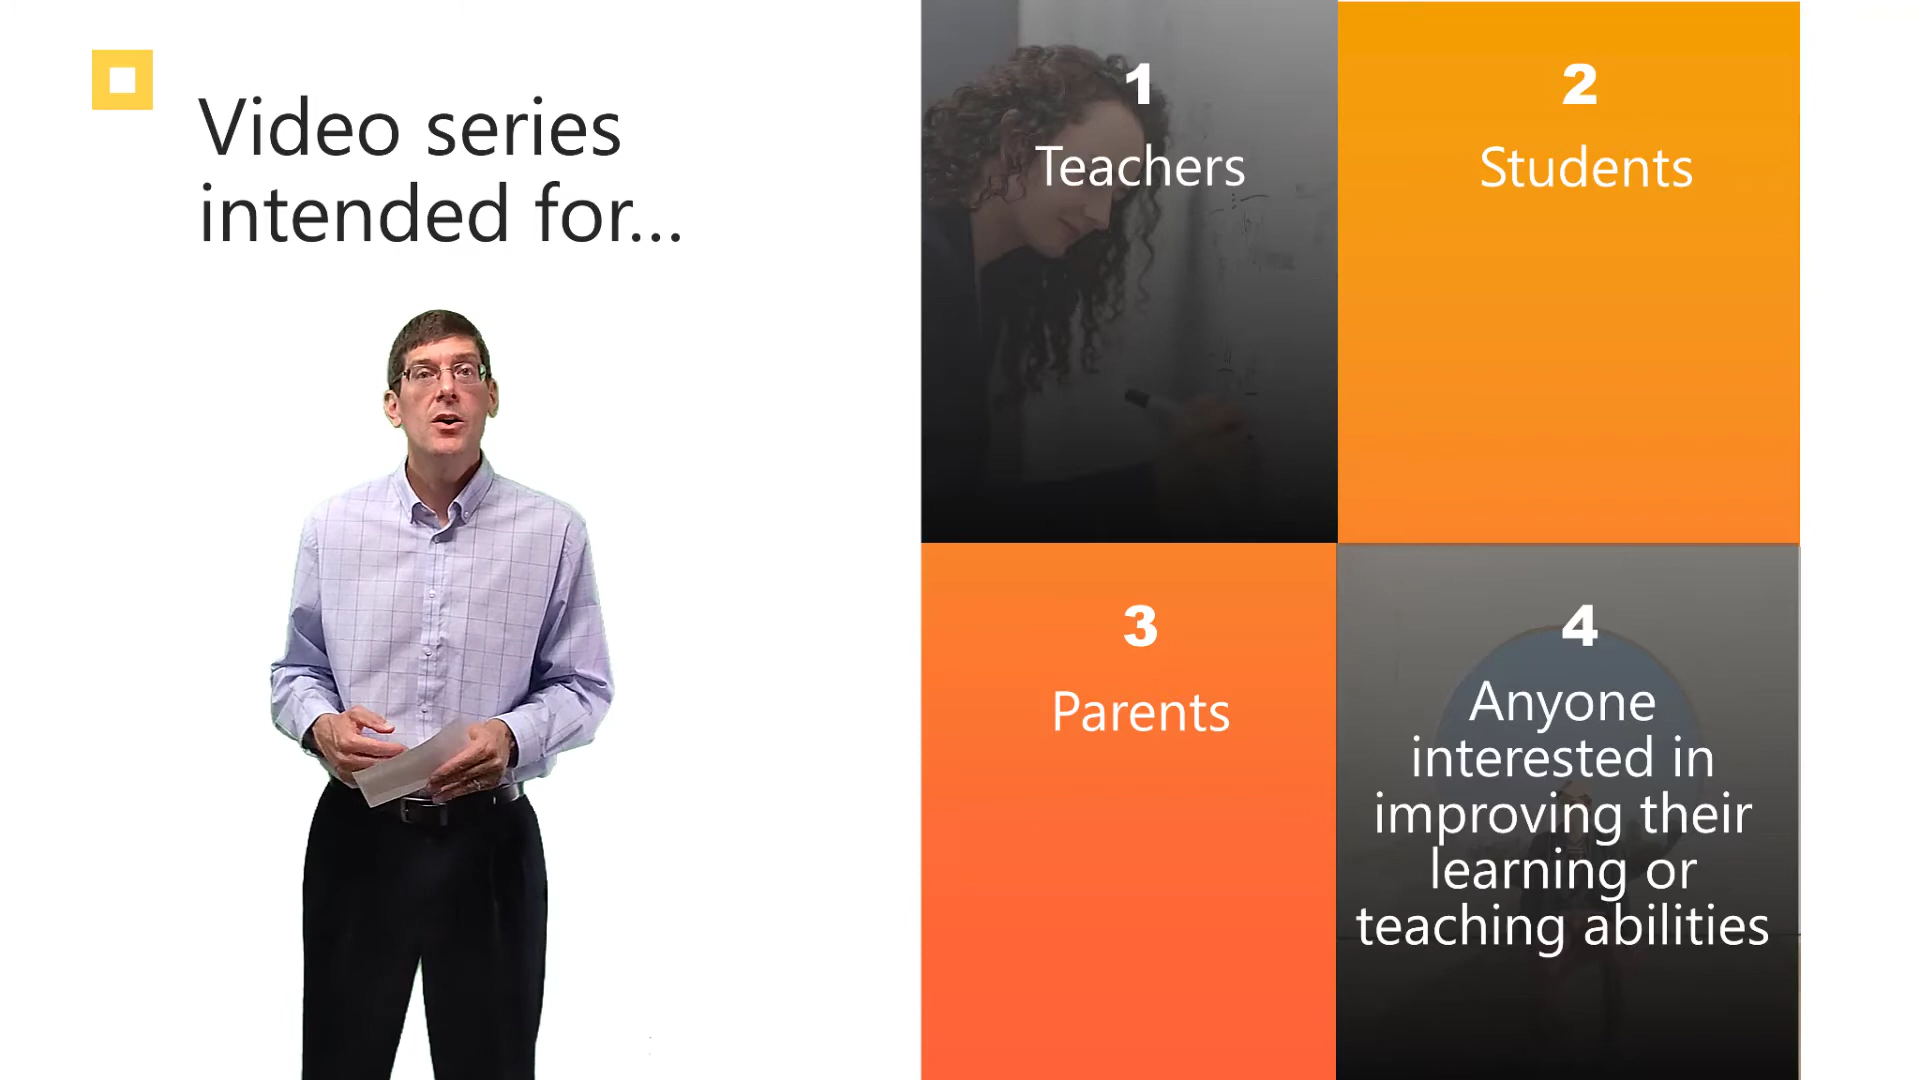 Video series
intended for...
1
Teachers
2
Students
3
Parents
4
Anyone
interested in
improving their
learning or
teaching abilities